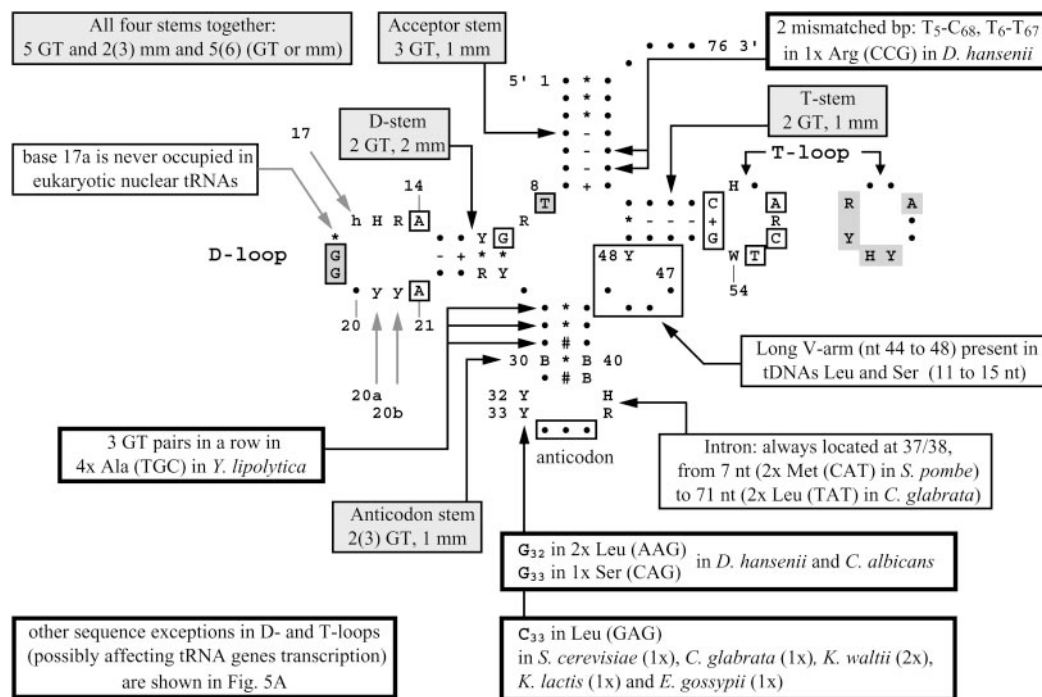 All four stems together:
5 GT and 2(3) mm and 5(6) (GT or mm)
Acceptor stem
3 GT, 1 mm
2 mismatched bp: T5-C68, T6-T67
in 1x Arg (CCG) in D. hansenii
76 3'
5' 1
T-stem
2 GT, 1 mm
D-stem
2 GT, 2 mm
17
base 17a is never occupied in
eukaryotic nuclear tRNAs
T-loop
14
8
H
h H R A
T
R
C
A
R
A
*
Y G
* - - -
+
R
D-loop
G
- + * *
G
C
Y
G
R Y
48 Y
W T
H Y
47
y y A
54
20
21
*
*
#
Long V-arm (nt 44 to 48) present in
tDNAs Leu and Ser (11 to 15 nt)
30 B * B 40
# B
20a
20b
32 Y
H
33 Y
R
3 GT pairs in a row in
4x Ala (TGC) in Y. lipolytica
anticodon
Intron: always located at 37/38,
from 7 nt (2x Met (CAT) in S. pombe)
to 71 nt (2x Leu (TAT) in C. glabrata)
Anticodon stem
2(3) GT, 1 mm
G32 in 2x Leu (AAG)
G33 in 1x Ser (CAG)
in D. hansenii and C. albicans
other sequence exceptions in D- and T-loops
(possibly affecting tRNA genes transcription)
are shown in Fig. 5A
C33 in Leu (GAG)
in S. cerevisiae (1x), C. glabrata (1x), K. waltii (2x),
K. lactis (1x) and E. gossypii (1x)